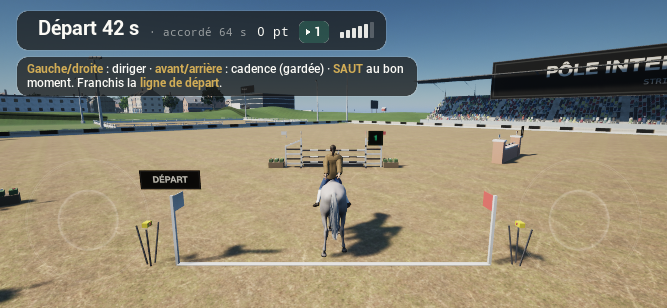 Départ 42 s · accordé 64 s 0 pt 1
Gauche/droite : diriger · avant/arrière : cadence (gardée) · SAUT au bon
moment. Franchis la ligne de départ.
PÔLE INTER
DÉPART